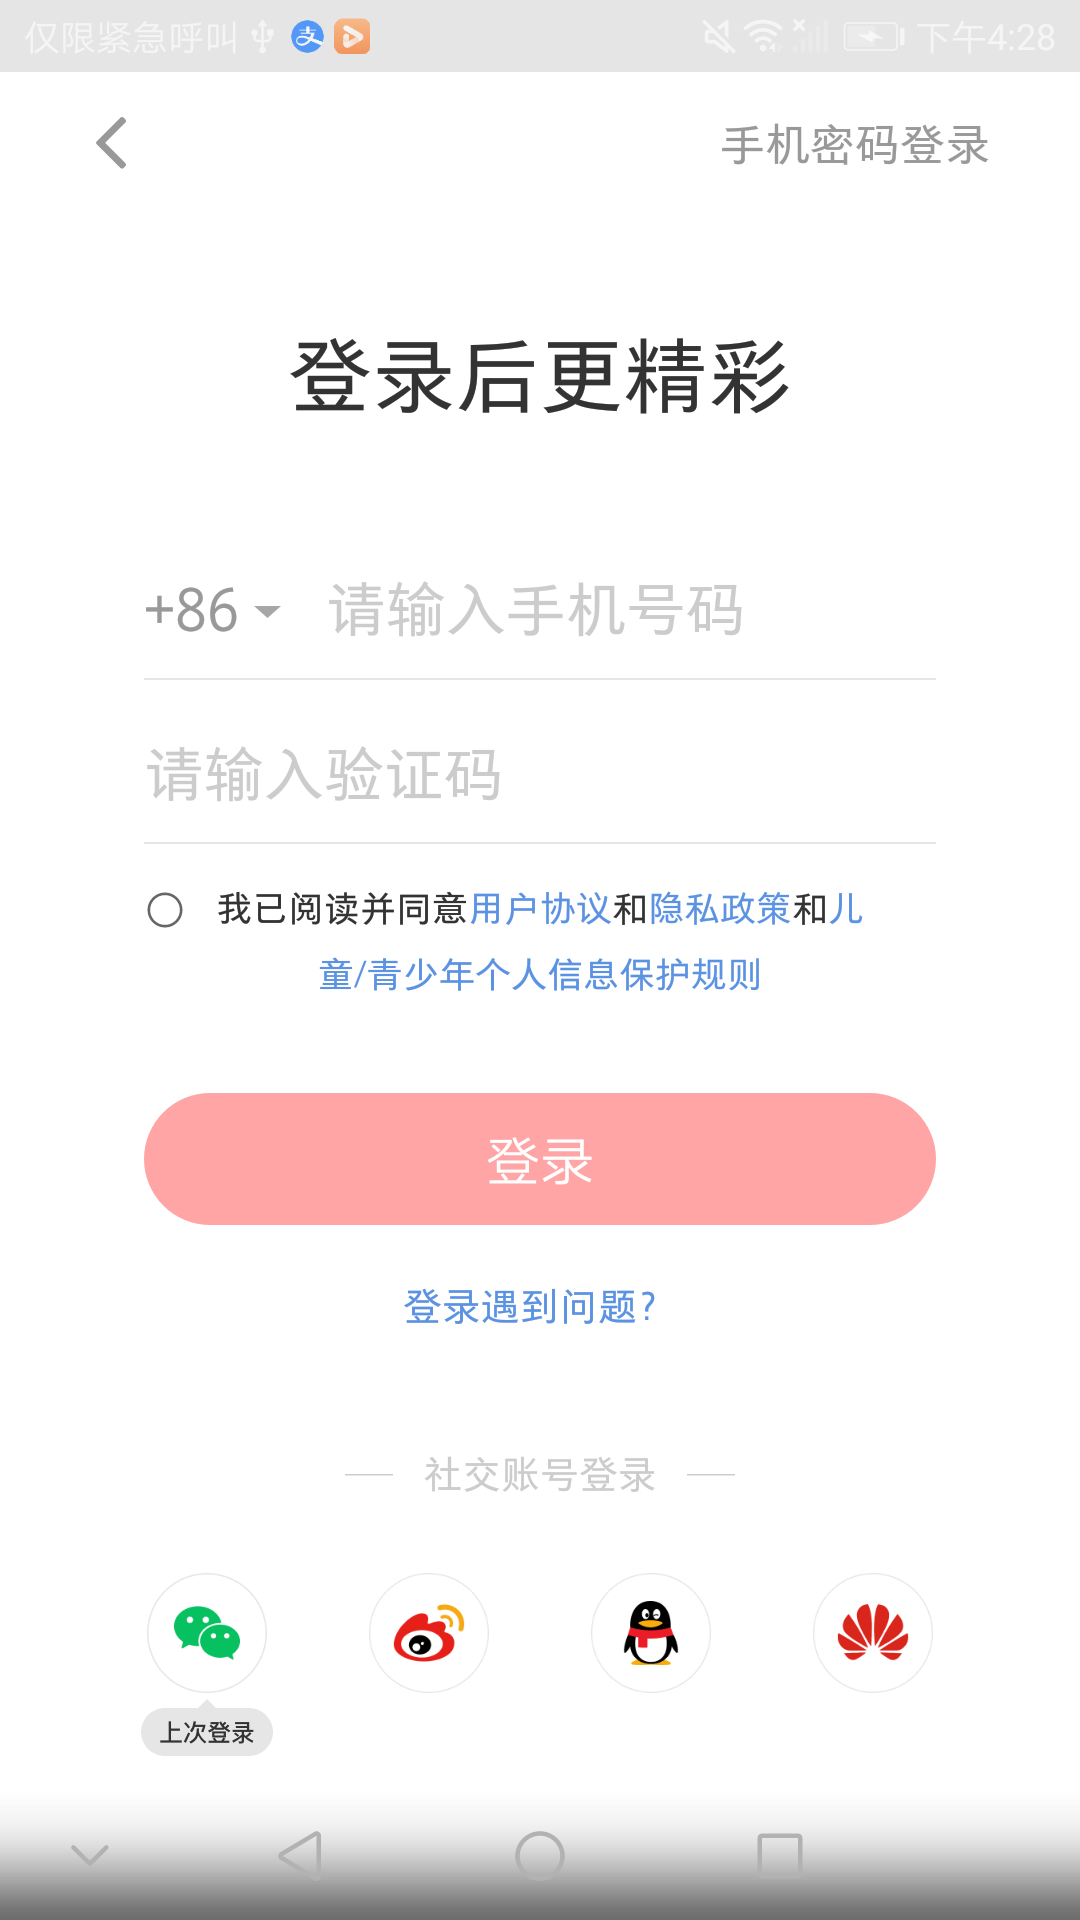 仅限紧急呼叫 下午4:28
手机密码登录
登录后更精彩
+86 请输入手机号码
请输入验证码
我已阅读并同意用户协议和隐私政策和儿
童/青少年个人信息保护规则
登录
登录遇到问题?
社交账号登录
上次登录